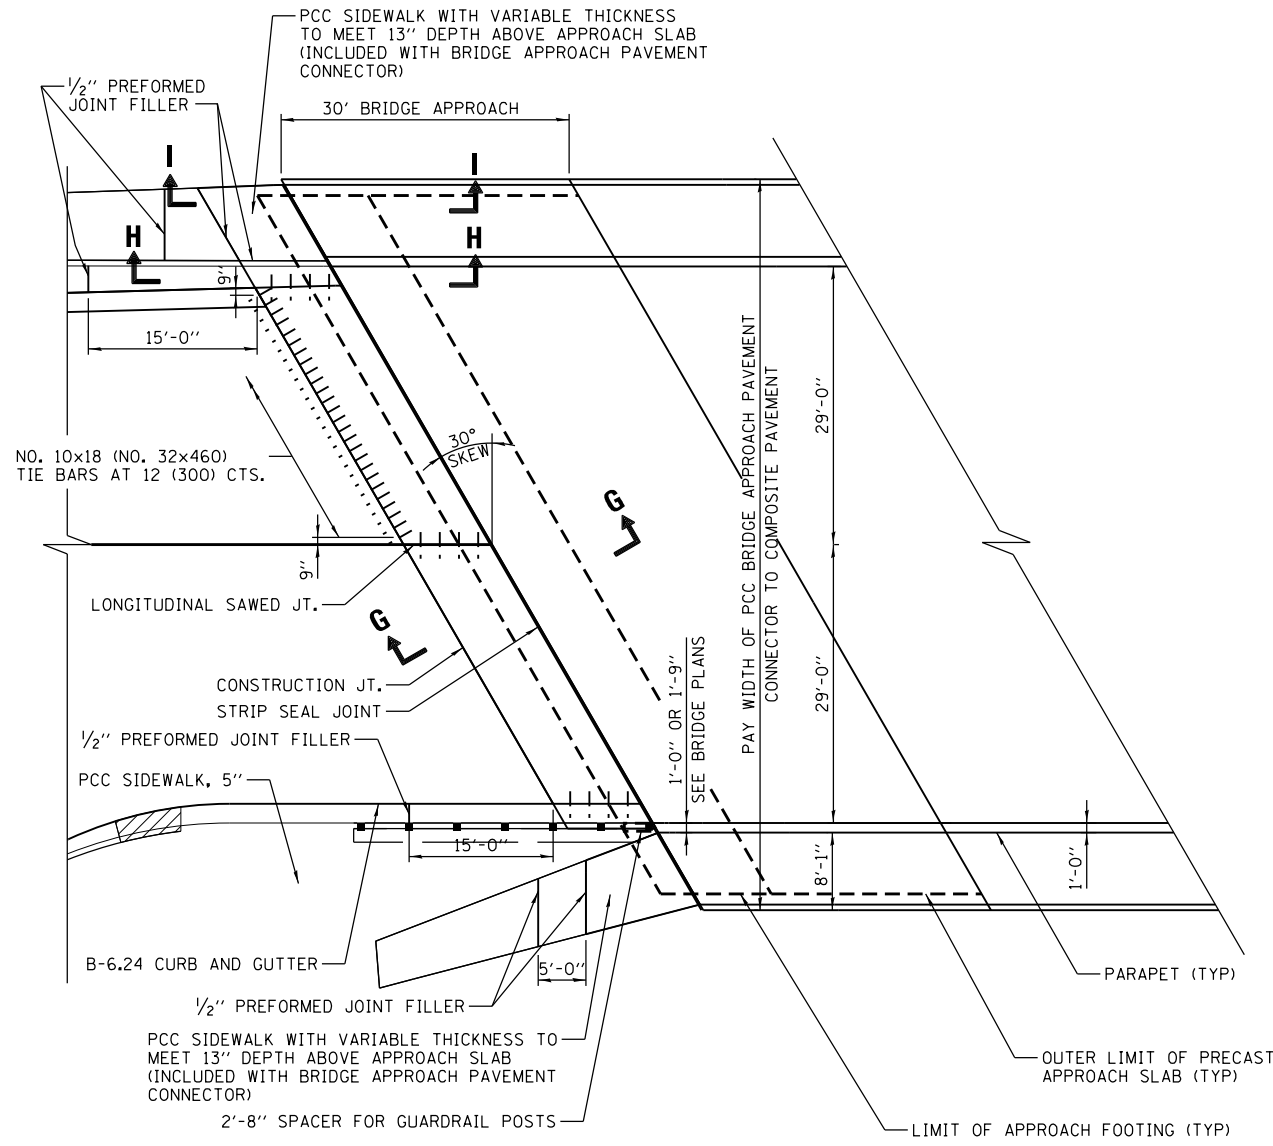 PCC SIDEWALK WITH VARIABLE THICKNESS
TO MEET 13'' DEPTH ABOVE APPROACH SLAB
(INCLUDED WITH BRIDGE APPROACH PAVEMENT
CONNECTOR)
1/2'' PREFORMED
JOINT FILLER
30' BRIDGE APPROACH
I
I
H
H
9''
15'-0''
NO. 10x18 (NO. 32x460)
TIE BARS AT 12 (300) CTS.
30°
SKEW
G
PAY WIDTH OF PCC BRIDGE APPROACH PAVEMENT
CONNECTOR TO COMPOSITE PAVEMENT
29'-0''
9''
LONGITUDINAL SAWED JT.
G
CONSTRUCTION JT.
STRIP SEAL JOINT
1'-0'' OR 1'-9''
SEE BRIDGE PLANS
29'-0''
1/2'' PREFORMED JOINT FILLER
PCC SIDEWALK, 5''
15'-0''
8'-1''
1'-0''
B-6.24 CURB AND GUTTER
5'-0''
PARAPET (TYP)
1/2'' PREFORMED JOINT FILLER
PCC SIDEWALK WITH VARIABLE THICKNESS TO
MEET 13'' DEPTH ABOVE APPROACH SLAB
(INCLUDED WITH BRIDGE APPROACH PAVEMENT
CONNECTOR)
OUTER LIMIT OF PRECAST
APPROACH SLAB (TYP)
2'-8'' SPACER FOR GUARDRAIL POSTS
LIMIT OF APPROACH FOOTING (TYP)